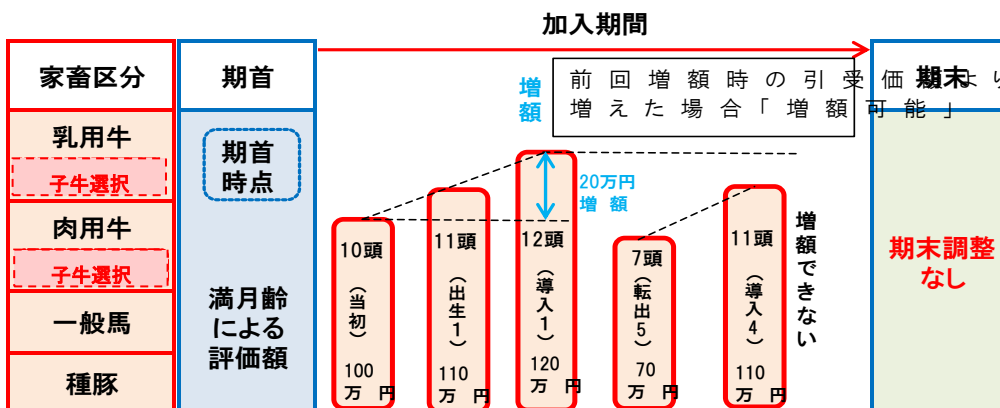 加入期間
家畜区分
期首
期末
増額
前回増額時の引受価額より
増えた場合「増額可能」
乳用牛
子牛選択
肉用牛
子牛選択
一般馬
種豚
期首
時点
満月齢
による
評価額
10頭
（当初）
100
万円
11頭
（出生1）
110
万円
12頭
（導入1）
120
万円
20万円
増額
7頭
（転出5）
70
万円
11頭
（導入4）
110
万円
増額できない
期末調整
なし